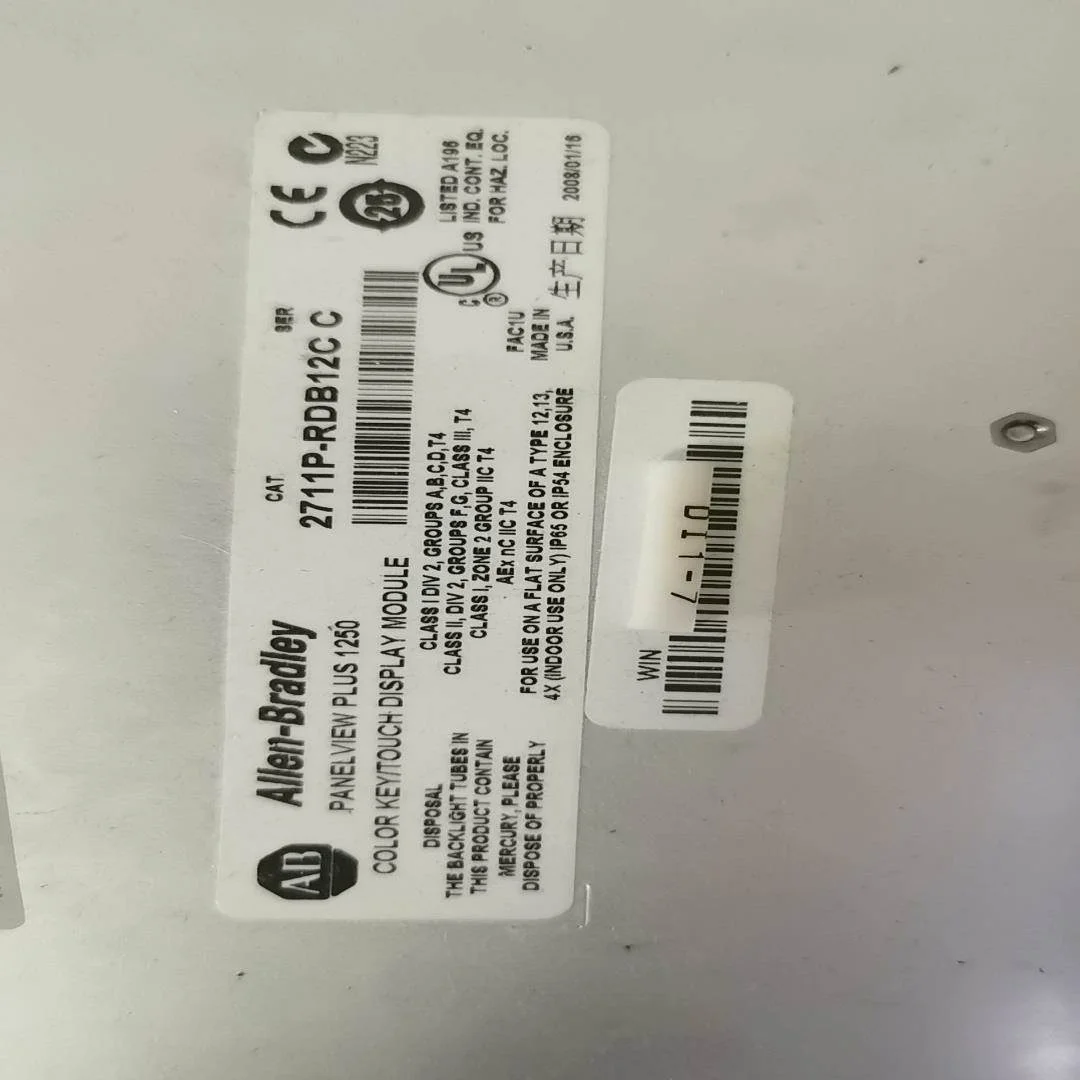 AB
Allen-Bradley
PANELVIEW PLUS 1250
COLOR KEY/TOUCH DISPLAY MODULE
CAT
SER
2711P-RDB12C C
CE
N223
25
DISPOSAL
THE BACKLIGHT TUBES IN
THIS PRODUCT CONTAIN
MERCURY, PLEASE
DISPOSE OF PROPERLY
CLASS I DIV 2, GROUPS A,B,C,D,T4
CLASS II, DIV 2, GROUPS F,G, CLASS III, T4
CLASS I, ZONE 2 GROUP IIC T4
AEx nC IIC T4
FOR USE ON A FLAT SURFACE OF A TYPE 12,13,
4X (INDOOR USE ONLY) IP65 OR IP54 ENCLOSURE
C UL US
®
LISTED A196
IND. CONT. EQ.
FOR HAZ. LOC.
FAC1U
MADE IN
U.S.A.
生产日期 2008/01/16
WIN